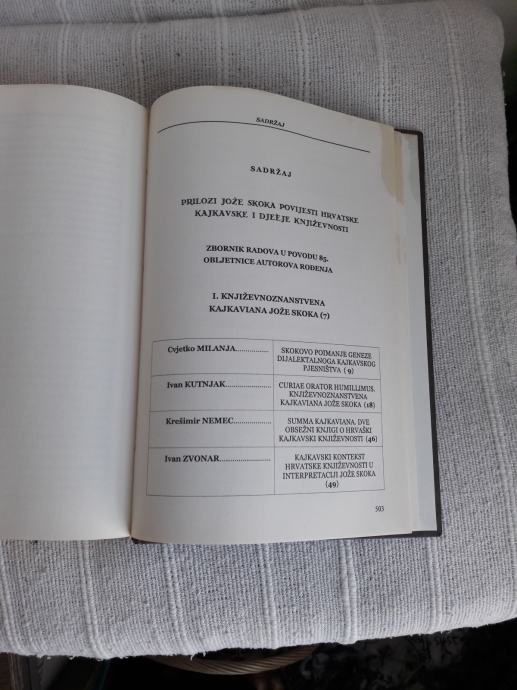 SADRŽAJ
SADRŽAJ
PRILOZI JOŽE SKOKA POVIJESTI HRVATSKE
KAJKAVSKE I DJEČJE KNJIŽEVNOSTI
ZBORNIK RADOVA U POVODU 85.
OBLJETNICE AUTOROVA ROĐENJA
I. KNJIŽEVNOZNANSTVENA
KAJKAVIANA JOŽE SKOKA (7)
Cvjetko MILANJA..................
SKOKOVO POIMANJE GENEZE
DIJALEKTALNOGA KAJKAVSKOG
PJESNIŠTVA ( 9)
Ivan KUTNJAK.......................
CURIAE ORATOR HUMILLIMUS.
KNJIŽEVNOZNANSTVENA
KAJKAVIANA JOŽE SKOKA (18)
Krešimir NEMEC....................
SUMMA KAJKAVIANA. DVE
OBSEŽNI KNJIGI O HRVAŠKI
KAJKAVSKI KNJIŽEVNOSTI (46)
Ivan ZVONAR..........................
KAJKAVSKI KONTEKST
HRVATSKE KNJIŽEVNOSTI U
INTERPRETACIJI JOŽE SKOKA
(49)
503